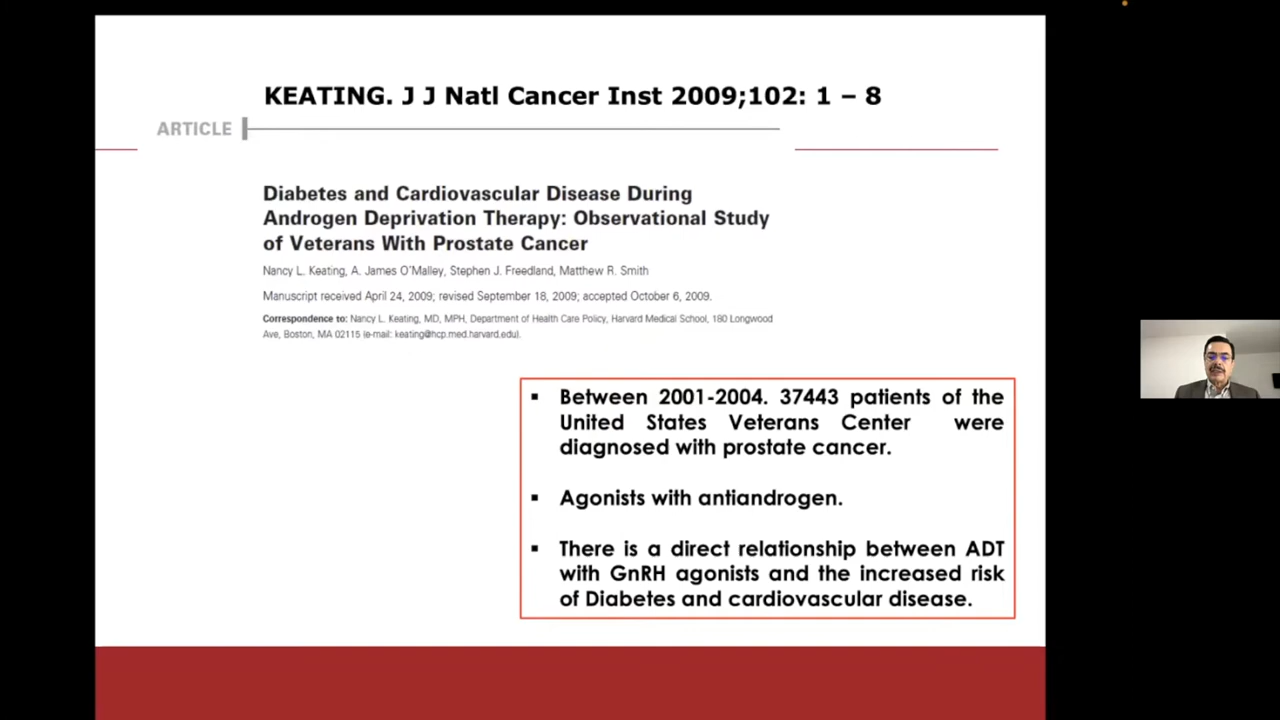 KEATING. J J Natl Cancer Inst 2009;102: 1 – 8
ARTICLE
Diabetes and Cardiovascular Disease During
Androgen Deprivation Therapy: Observational Study
of Veterans With Prostate Cancer
Nancy L. Keating, A. James O'Malley, Stephen J. Freedland, Matthew R. Smith
Manuscript received April 24, 2009; revised September 18, 2009; accepted October 6, 2009.
Correspondence to: Nancy L. Keating, MD, MPH, Department of Health Care Policy, Harvard Medical School, 180 Longwood
Ave, Boston, MA 02115 (e-mail: keating@hcp.med.harvard.edu).
▪ Between 2001-2004. 37443 patients of the
United States Veterans Center were
diagnosed with prostate cancer.
▪ Agonists with antiandrogen.
▪ There is a direct relationship between ADT
with GnRH agonists and the increased risk
of Diabetes and cardiovascular disease.